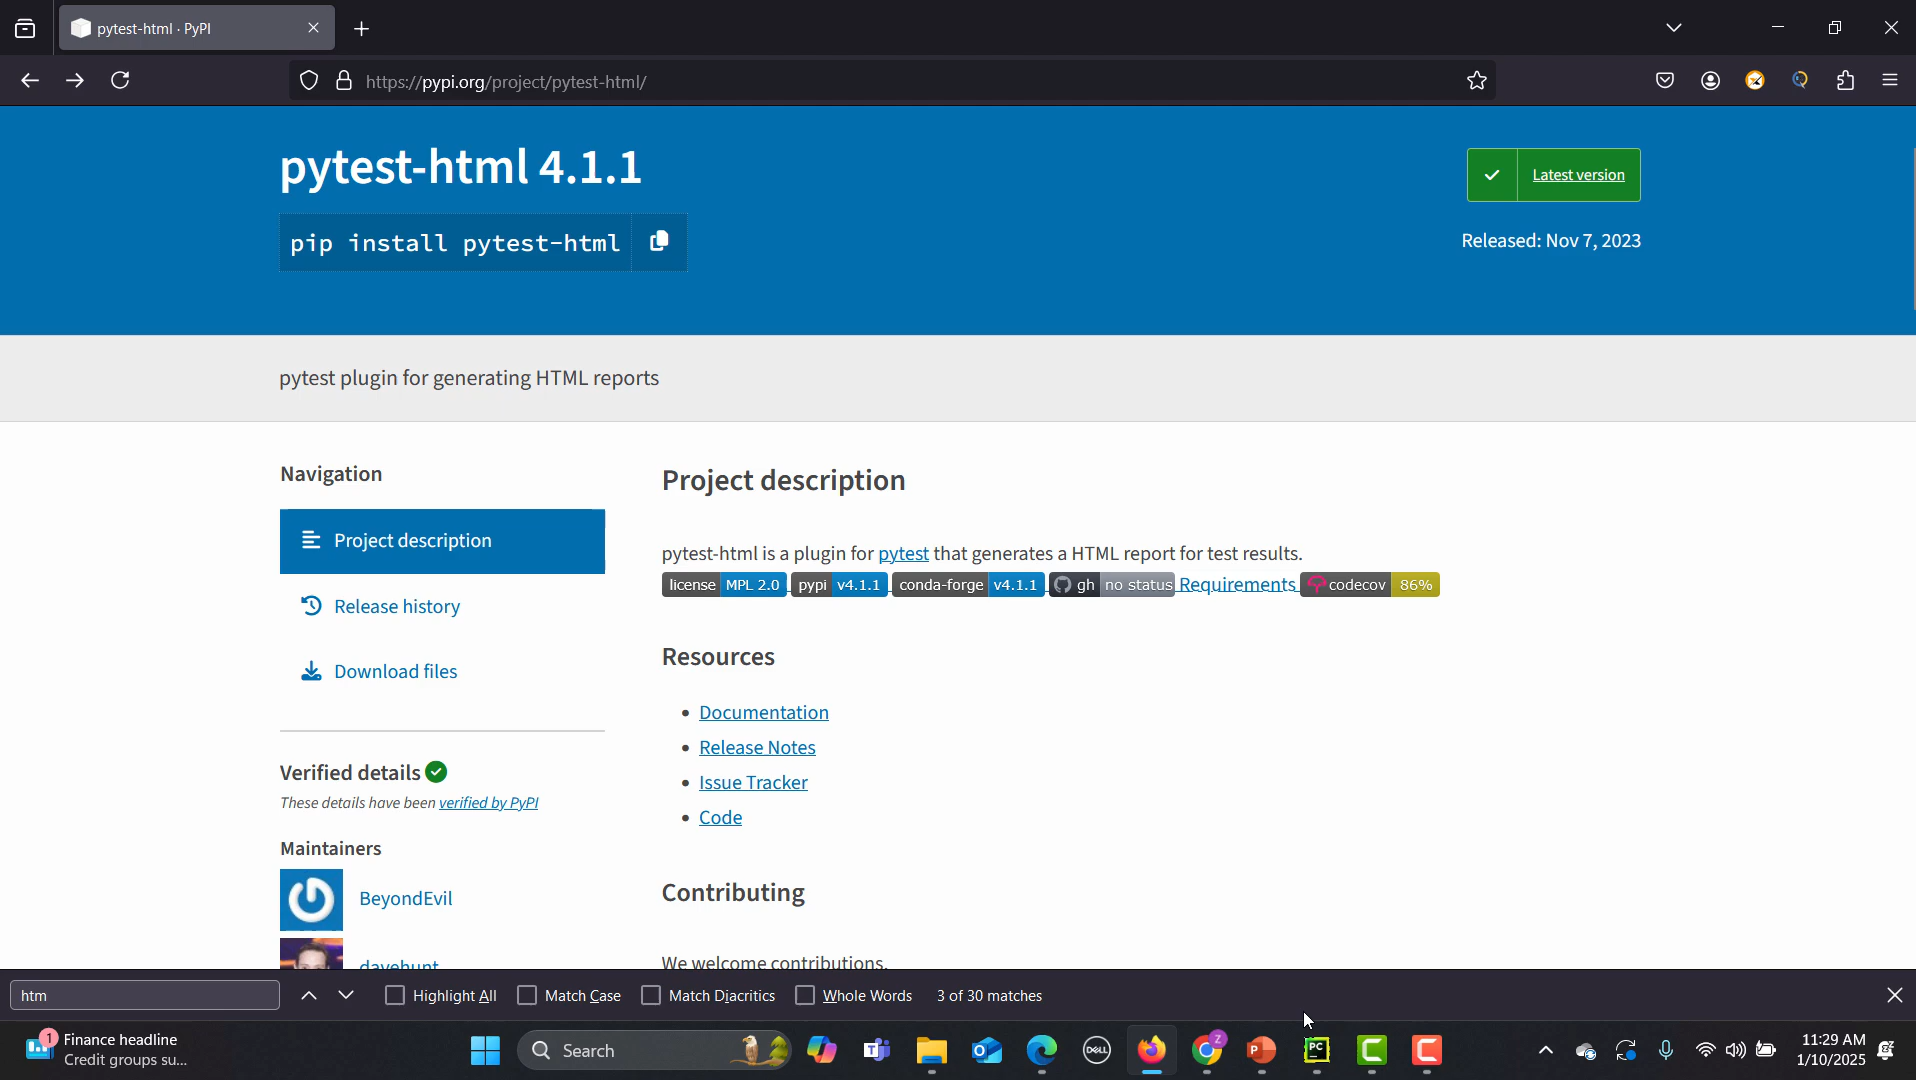 pytest-html · PyPI
https://pypi.org/project/pytest-html/
pytest-html 4.1.1
Latest version
pip install pytest-html
Released: Nov 7, 2023
pytest plugin for generating HTML reports
Navigation
Project description
Release history
Download files
Verified details
These details have been verified by PyPI
Maintainers
BeyondEvil
davehunt
Project description
pytest-html is a plugin for pytest that generates a HTML report for test results.
license MPL 2.0 pypi v4.1.1 conda-forge v4.1.1 gh no status Requirements codecov 86%
Resources
Documentation
Release Notes
Issue Tracker
Code
Contributing
We welcome contributions.
htm
Highlight All
Match Case
Match Diacritics
Whole Words
3 of 30 matches
1
Finance headline
Credit groups su...
Search
DELL
Z
P
PC
C
C
11:29 AM
1/10/2025